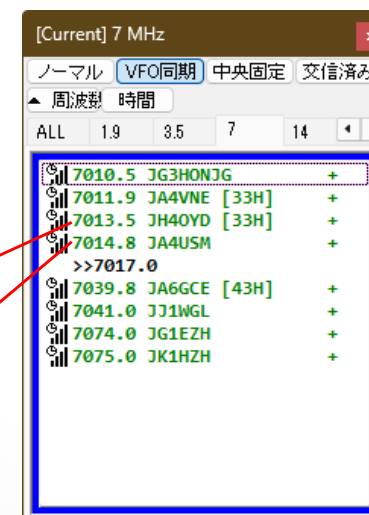 [Current] 7 MHz
ノーマル VFO同期 中央固定 交信済み
▲ 周波数 時間
ALL 1.9 3.5 7 14
7010.5 JG3HONJG +
7011.9 JA4VNE [33H] +
7013.5 JH4OYD [33H] +
7014.8 JA4USM +
>>7017.0
7039.8 JA6GCE [43H] +
7041.0 JJ1WGL +
7074.0 JG1EZH +
7075.0 JK1HZH +